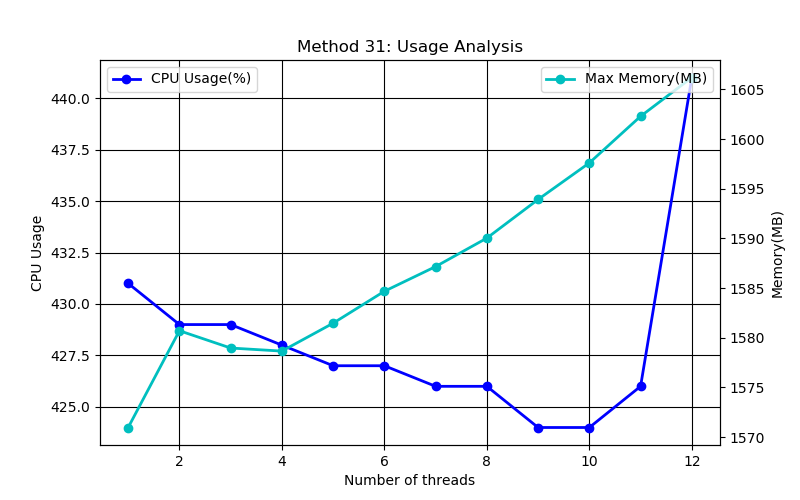 Method 31: Usage Analysis
CPU Usage(%)
Max Memory(MB)
440.0
437.5
435.0
432.5
430.0
427.5
425.0
CPU Usage
1605
1600
1595
1590
1585
1580
1575
1570
Memory(MB)
2 4 6 8 10 12
Number of threads